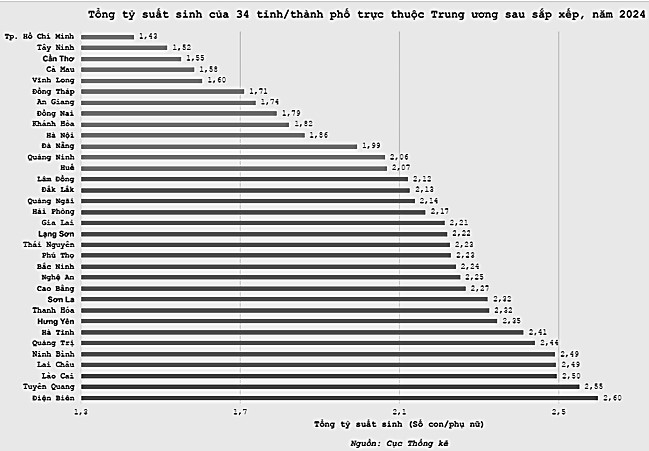 Tổng tỷ suất sinh của 34 tỉnh/thành phố trực thuộc Trung ương sau sắp xếp, năm 2024
Tp. Hồ Chí Minh 1,43
Tây Ninh 1,52
Cần Thơ 1,55
Cà Mau 1,58
Vĩnh Long 1,60
Đồng Tháp 1,71
An Giang 1,74
Đồng Nai 1,79
Khánh Hòa 1,82
Hà Nội 1,86
Đà Nẵng 1,99
Quảng Ninh 2,06
Huế 2,07
Lâm Đồng 2,12
Đắk Lắk 2,13
Quảng Ngãi 2,14
Hải Phòng 2,17
Gia Lai 2,21
Lạng Sơn 2,22
Thái Nguyên 2,23
Phú Thọ 2,23
Bắc Ninh 2,24
Nghệ An 2,25
Cao Bằng 2,27
Sơn La 2,32
Thanh Hóa 2,32
Hưng Yên 2,35
Hà Tĩnh 2,41
Quảng Trị 2,44
Ninh Bình 2,49
Lai Châu 2,49
Lào Cai 2,50
Tuyên Quang 2,55
Điện Biên 2,60
1,3 1,7 2,1 2,5
Tổng tỷ suất sinh (Số con/phụ nữ)
Nguồn: Cục Thống kê